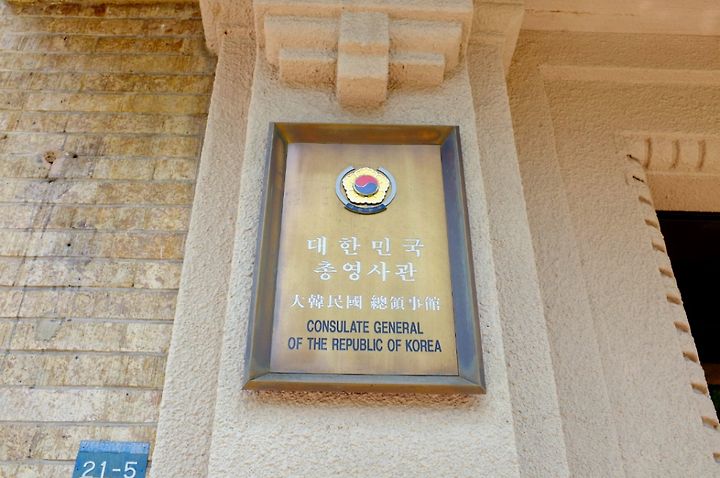 대한민국
총영사관
大韓民國 總領事館
CONSULATE GENERAL
OF THE REPUBLIC OF KOREA
21-5